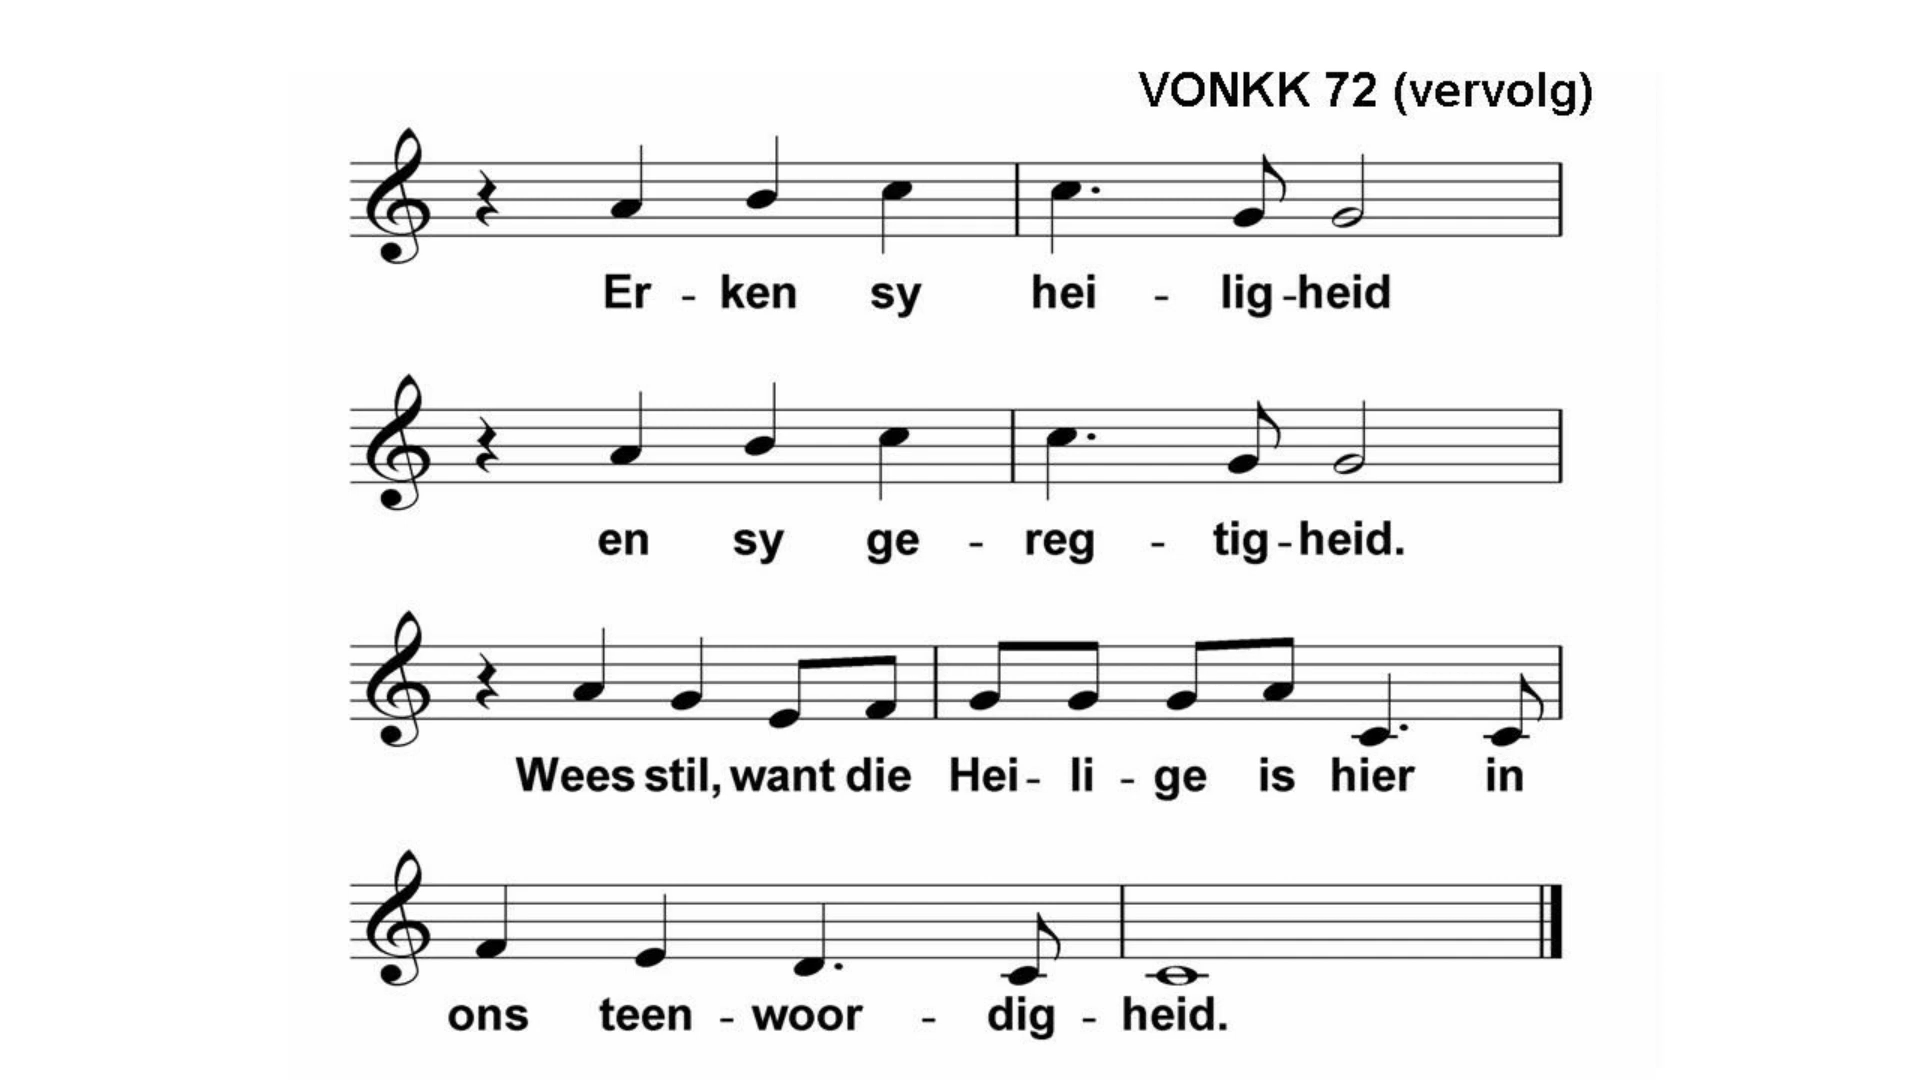 VONKK 72 (vervolg)
Er - ken sy hei - lig - heid
en sy ge - reg - tig - heid.
Wees stil, want die Hei - li - ge is hier in
ons teen - woor - dig - heid.